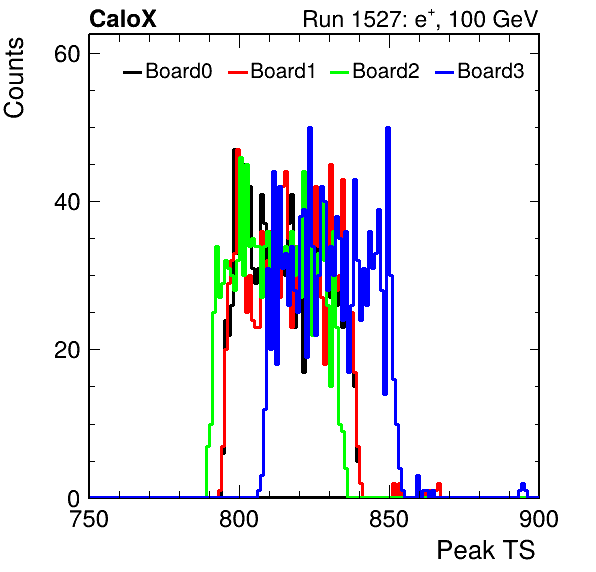 CaloX Run 1527: e⁺, 100 GeV
Counts
60
Board0 Board1 Board2 Board3
40
20
0
750 800 850 900
Peak TS